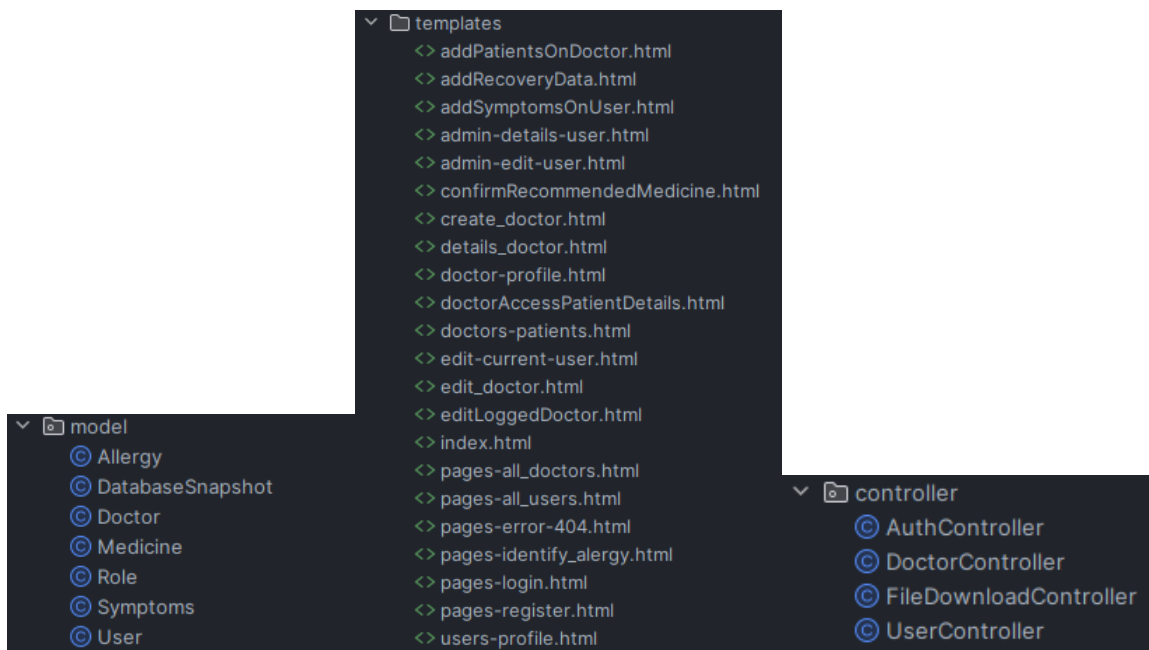 templates
addPatientsOnDoctor.html
addRecoveryData.html
addSymptomsOnUser.html
admin-details-user.html
admin-edit-user.html
confirmRecommendedMedicine.html
create_doctor.html
details_doctor.html
doctor-profile.html
doctorAccessPatientDetails.html
doctors-patients.html
edit-current-user.html
edit_doctor.html
editLoggedDoctor.html
index.html
pages-all_doctors.html
pages-all_users.html
pages-error-404.html
pages-identify_alergy.html
pages-login.html
pages-register.html
users-profile.html
model
Allergy
DatabaseSnapshot
Doctor
Medicine
Role
Symptoms
User
controller
AuthController
DoctorController
FileDownloadController
UserController